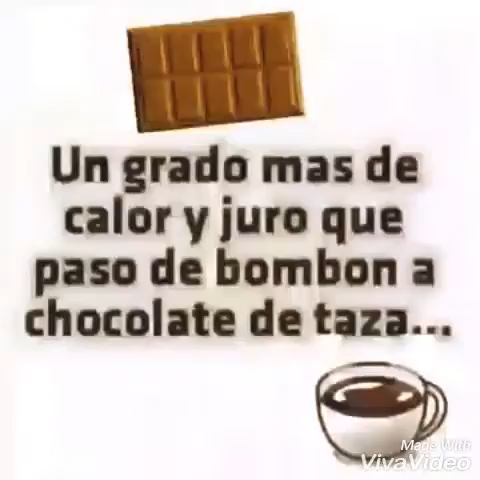 Un grado mas de
calor y juro que
paso de bombon a
chocolate de taza...
Made With
VivaVideo